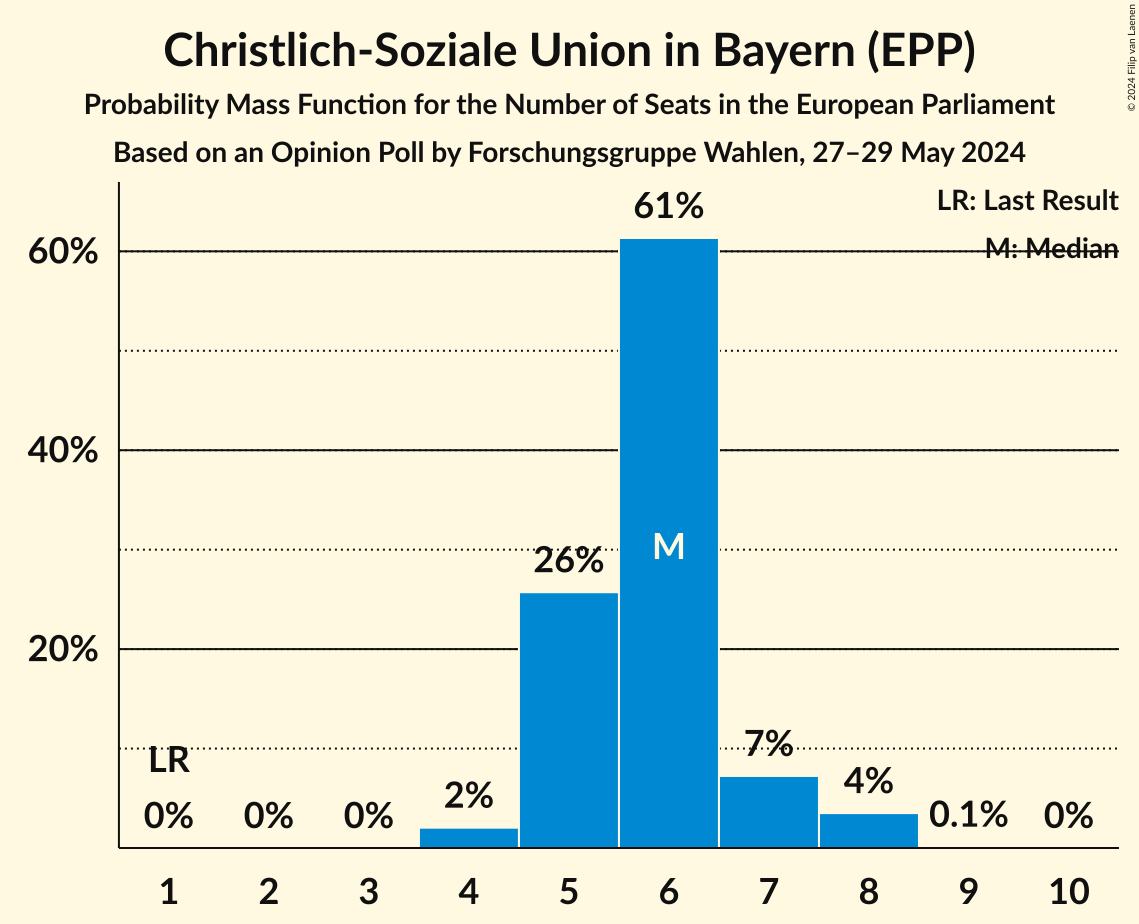 Christlich-Soziale Union in Bayern (EPP)
Probability Mass Function for the Number of Seats in the European Parliament
Based on an Opinion Poll by Forschungsgruppe Wahlen, 27–29 May 2024
© 2024 Filip van Laenen
LR: Last Result
M: Median
60%
40%
20%
LR
0%
0%
0%
2%
26%
61%
M
7%
4%
0.1%
0%
1 2 3 4 5 6 7 8 9 10